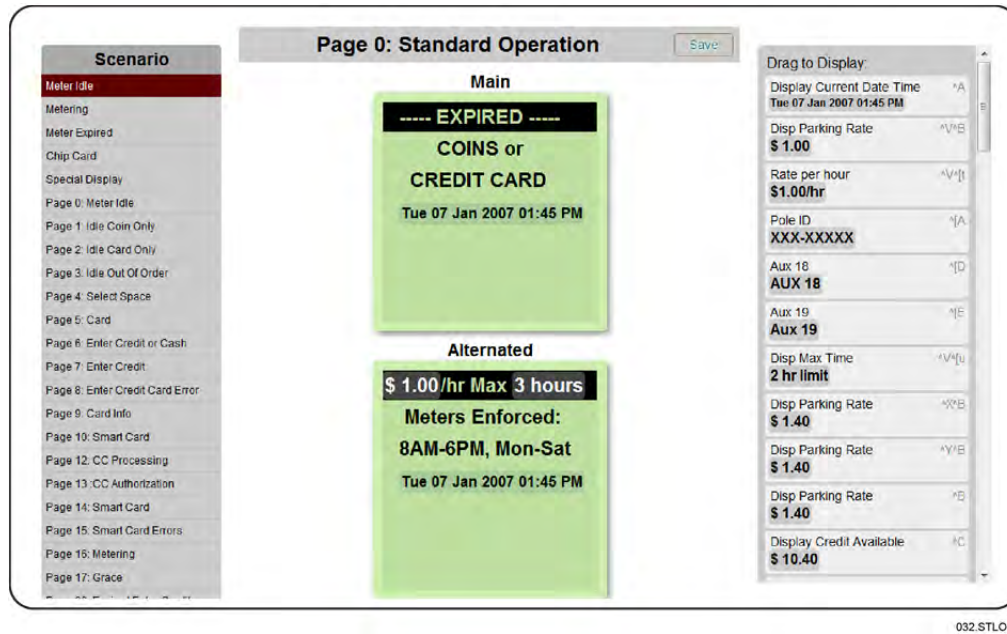 Page 0: Standard Operation
Save
Scenario
Meter Idle
Metering
Meter Expired
Chip Card
Special Display
Page 0: Meter Idle
Page 1: Idle Coin Only
Page 2: Idle Card Only
Page 3: Idle Out Of Order
Page 4: Select Space
Page 5: Card
Page 6: Enter Credit or Cash
Page 7: Enter Credit
Page 8: Enter Credit Card Error
Page 9: Card Info
Page 10: Smart Card
Page 12: CC Processing
Page 13 :CC Authorization
Page 14: Smart Card
Page 15: Smart Card Errors
Page 16: Metering
Page 17: Grace
Main
----- EXPIRED -----
COINS or
CREDIT CARD
Tue 07 Jan 2007 01:45 PM
Alternated
$ 1.00/hr Max 3 hours
Meters Enforced:
8AM-6PM, Mon-Sat
Tue 07 Jan 2007 01:45 PM
Drag to Display:
Display Current Date Time ^A
Tue 07 Jan 2007 01:45 PM
Disp Parking Rate ^V^B
$ 1.00
Rate per hour ^V^[t
$1.00/hr
Pole ID ^[A
XXX-XXXXX
Aux 18 ^[D
AUX 18
Aux 19 ^[E
Aux 19
Disp Max Time ^V^[u
2 hr limit
Disp Parking Rate ^X^B
$ 1.40
Disp Parking Rate ^Y^B
$ 1.40
Disp Parking Rate ^B
$ 1.40
Display Credit Available ^C
$ 10.40
032.STLO